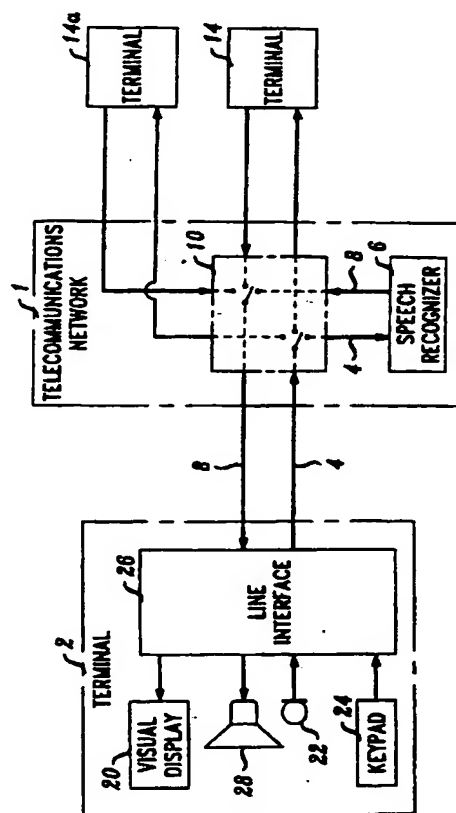 2
TERMINAL
20
VISUAL
DISPLAY
28
22
24
KEYPAD
26
LINE
INTERFACE
8
4
1
TELECOMMUNICATIONS
NETWORK
10
4
8
6
SPEECH
RECOGNIZER
14a
TERMINAL
14
TERMINAL